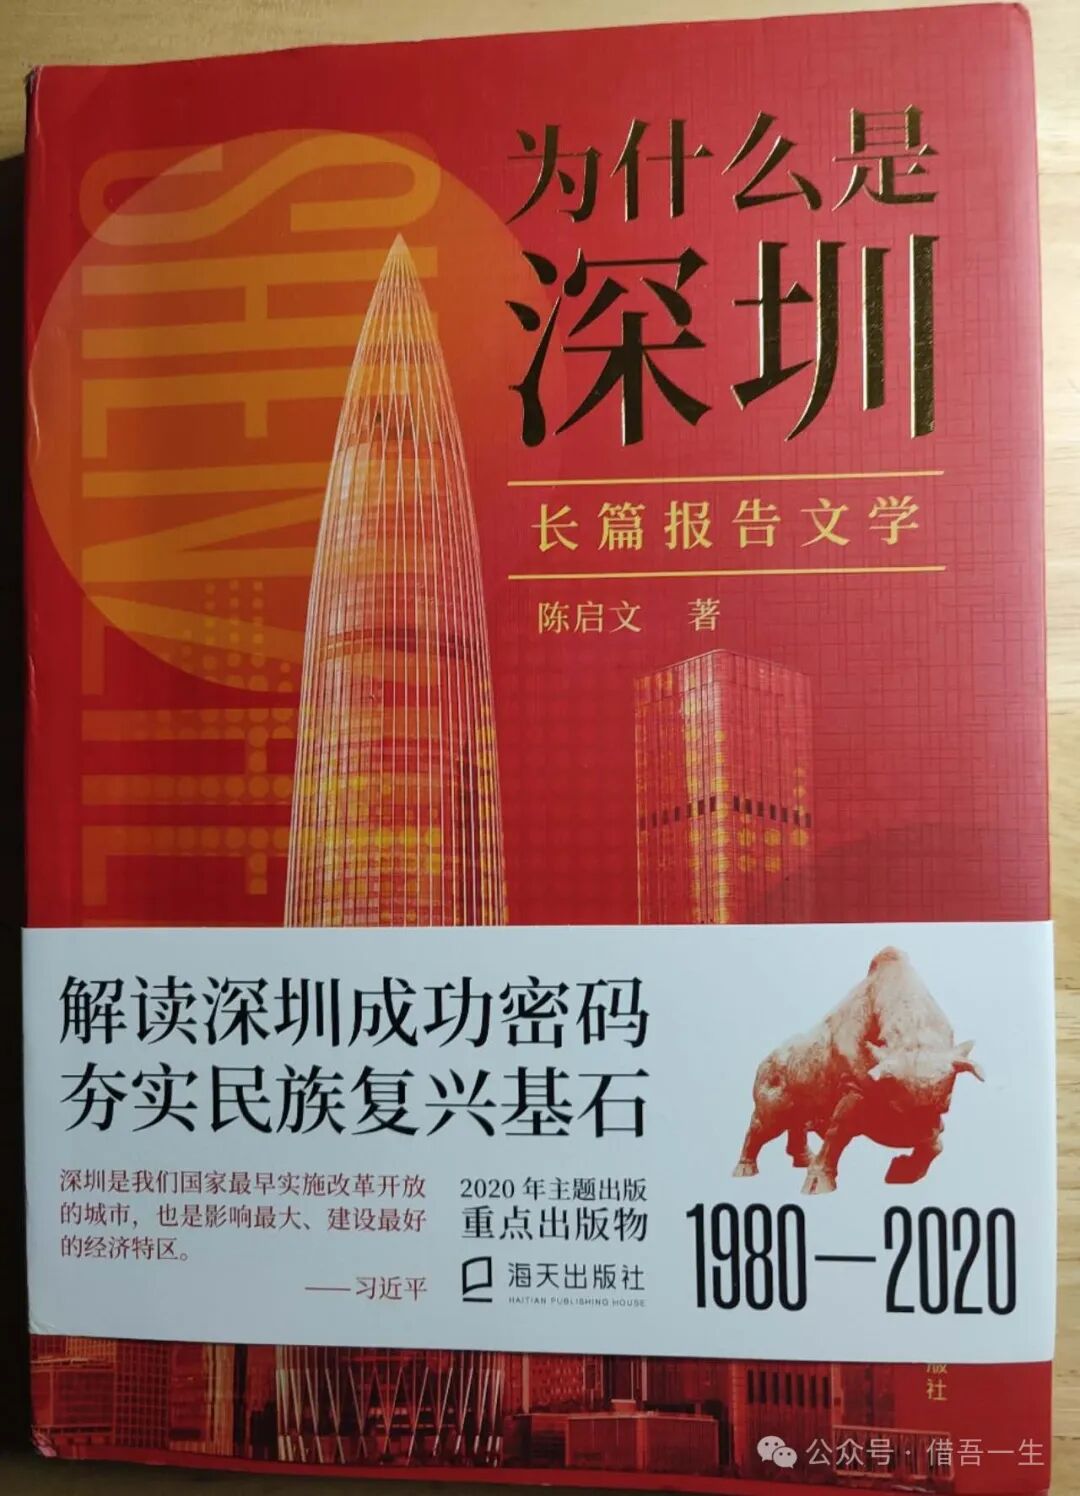 SHENZHE
为什么是
深圳
长篇报告文学
陈启文 著
解读深圳成功密码
夯实民族复兴基石
深圳是我们国家最早实施改革开放
的城市，也是影响最大、建设最好
的经济特区。
——习近平
2020年主题出版
重点出版物
海天出版社
HAITIAN PUBLISHING HOUSE
1980—2020
版社
公众号·借吾一生